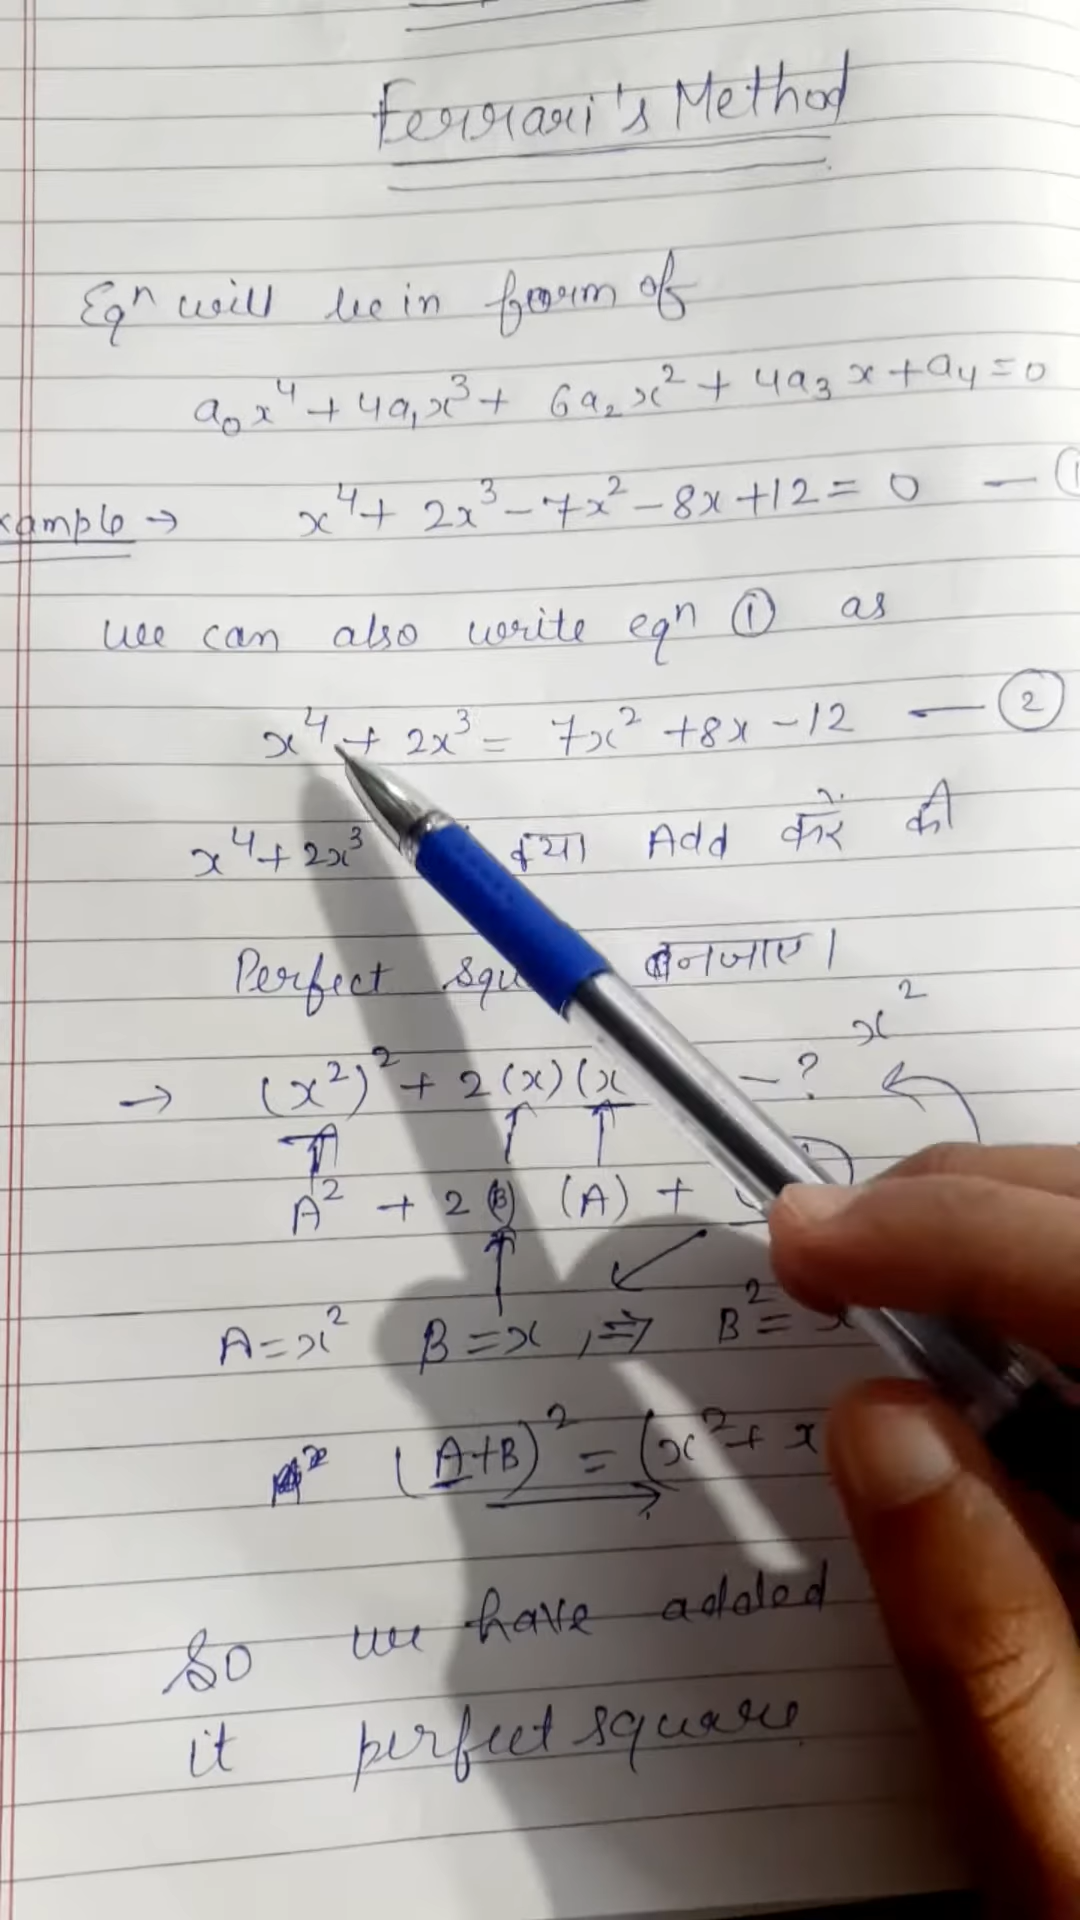 Ferrari's Method
Eqⁿ will be in form of
a₀x⁴ + 4a₁x³ + 6a₂x² + 4a₃x + a₄ = 0
xample → x⁴ + 2x³ - 7x² - 8x + 12 = 0 —
we can also write eqⁿ ① as
x⁴ + 2x³ = 7x² + 8x - 12 — ②
x⁴ + 2x³ क्या Add करें की
Perfect बनजाए।
x²
→ (x²)² + 2(x)(x - ?
A² + 2(B) (A) +
A = x² B = x , ⇒ B² =
(A+B)² = (x² + x
So we have added
it perfect square